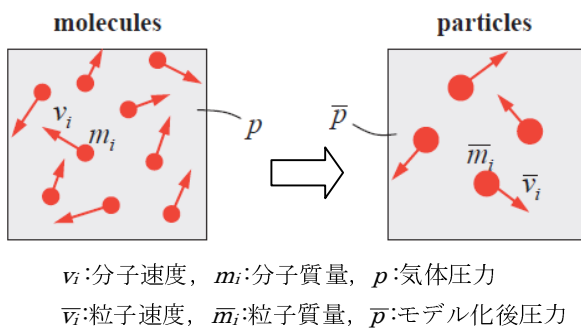 molecules particles
vᵢ mᵢ p
p̅ m̅ᵢ v̅ᵢ
vᵢ:分子速度, mᵢ:分子質量, p:気体圧力
v̅ᵢ:粒子速度, m̅ᵢ:粒子質量, p̅:モデル化後圧力